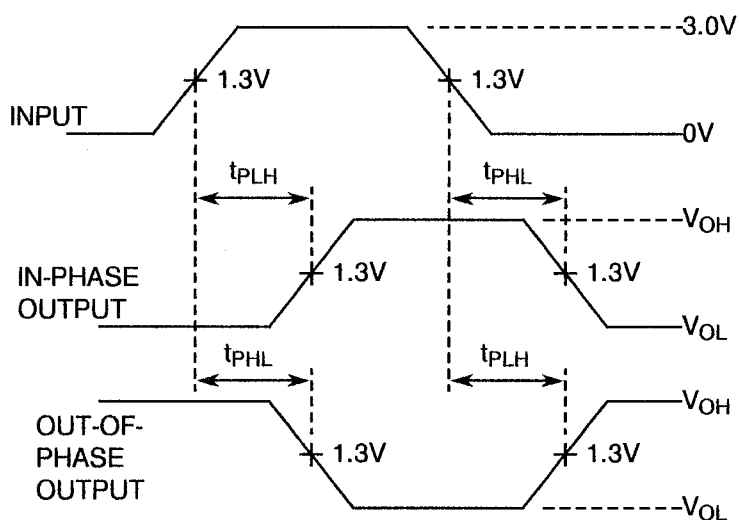 3.0V
1.3V
1.3V
INPUT
0V
tPLH
tPHL
VOH
IN-PHASE
OUTPUT
1.3V
1.3V
VOL
tPHL
tPLH
VOH
OUT-OF-
PHASE
OUTPUT
1.3V
1.3V
VOL